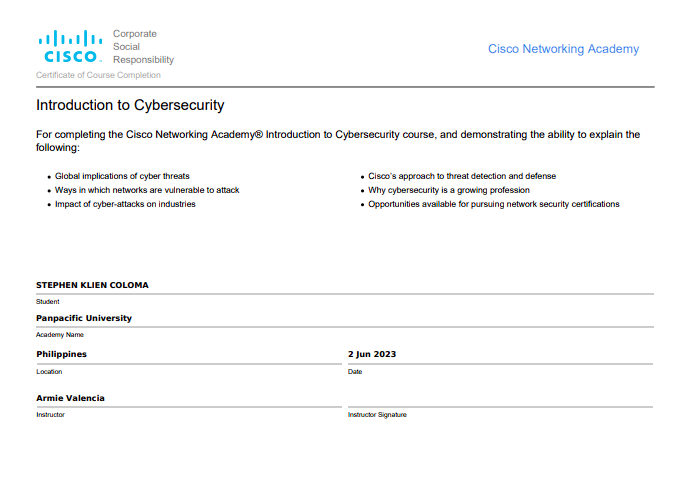 Corporate
Social
Responsibility
CISCO
Cisco Networking Academy
Certificate of Course Completion
Introduction to Cybersecurity
For completing the Cisco Networking Academy® Introduction to Cybersecurity course, and demonstrating the ability to explain the
following:
• Global implications of cyber threats
• Ways in which networks are vulnerable to attack
• Impact of cyber-attacks on industries
• Cisco's approach to threat detection and defense
• Why cybersecurity is a growing profession
• Opportunities available for pursuing network security certifications
STEPHEN KLIEN COLOMA
Student
Panpacific University
Academy Name
Philippines
Location
2 Jun 2023
Date
Armie Valencia
Instructor
Instructor Signature